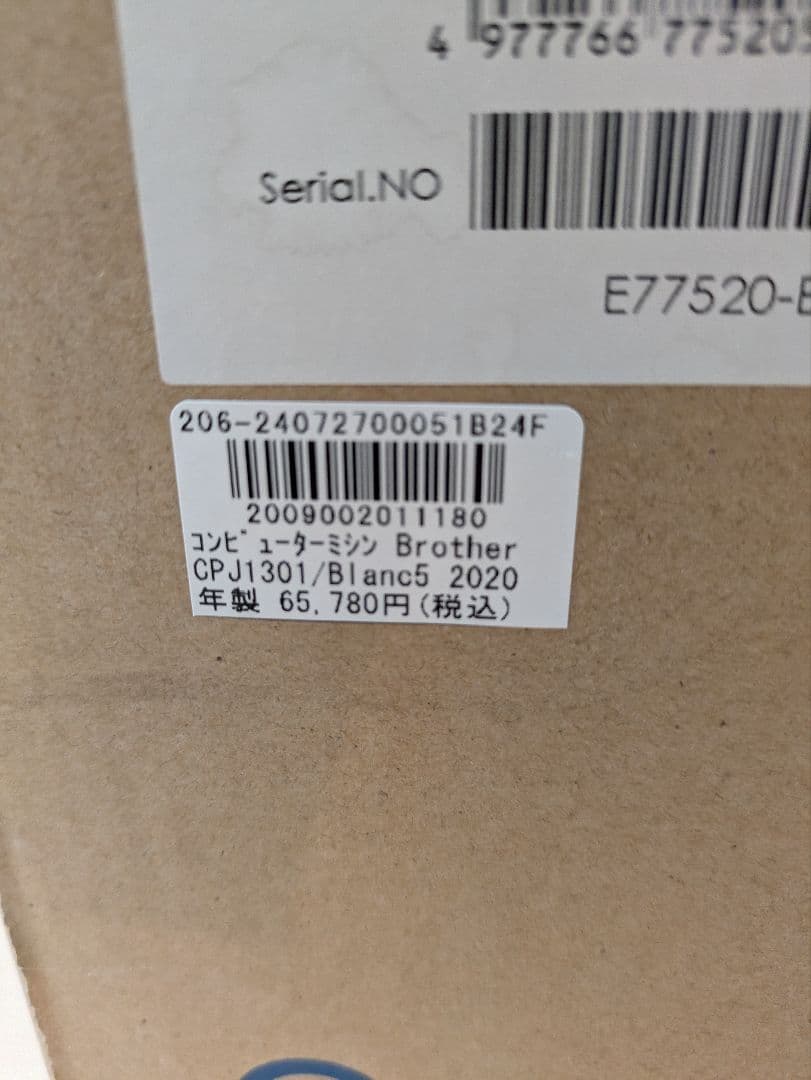 4 977766 775205
Serial.NO
E77520-E
206-24072700051B24F
2009002011180
コンピューターミシン Brother
CPJ1301/Blanc5 2020
年製 65,780円(税込)